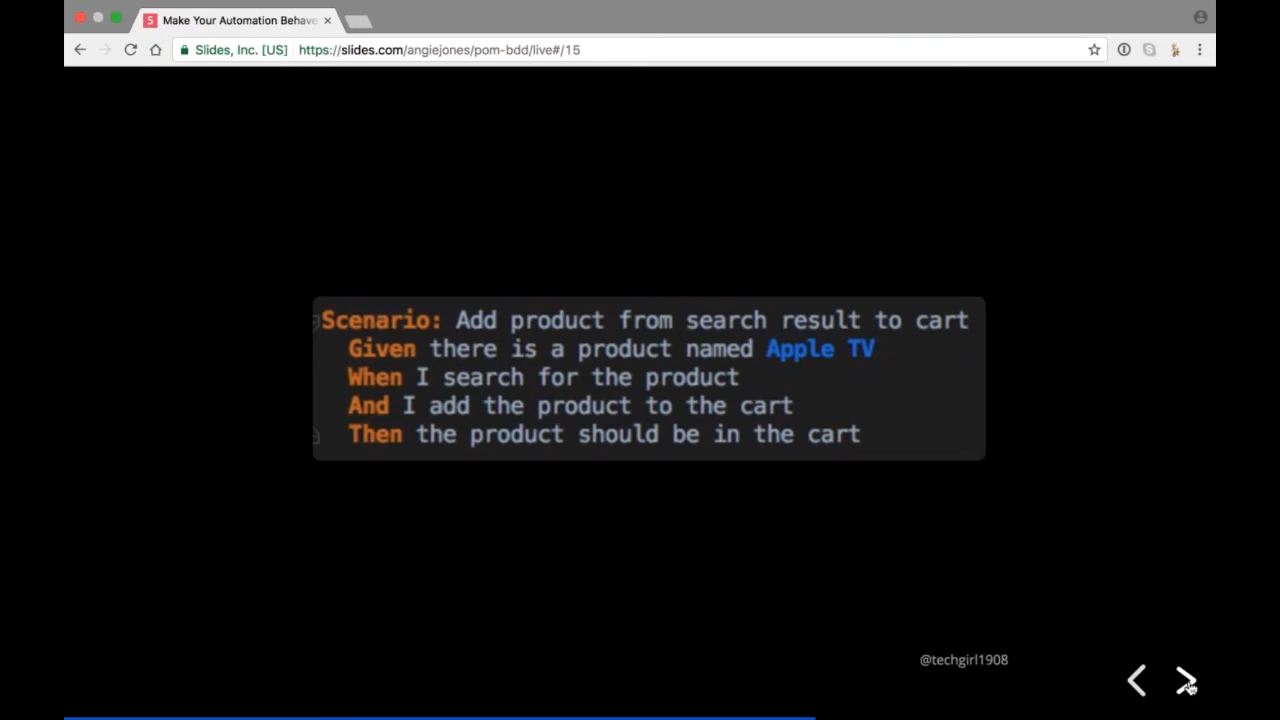 S Make Your Automation Behave
Slides, Inc. [US] https://slides.com/angiejones/pom-bdd/live#/15
Scenario: Add product from search result to cart
Given there is a product named Apple TV
When I search for the product
And I add the product to the cart
Then the product should be in the cart
@techgirl1908